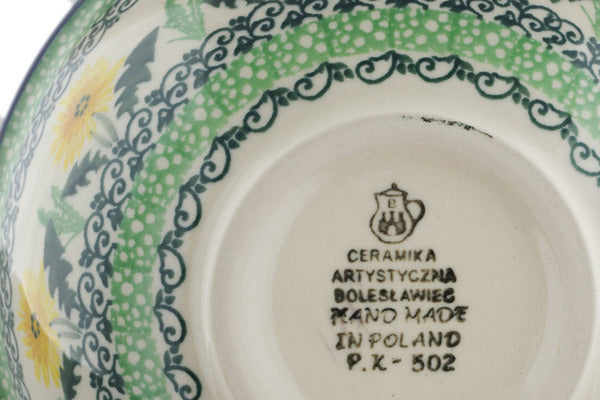 B
CERAMIKA
ARTYSTYCZNA
BOLESŁAWIEC
HAND MADE
IN POLAND
P.K-502